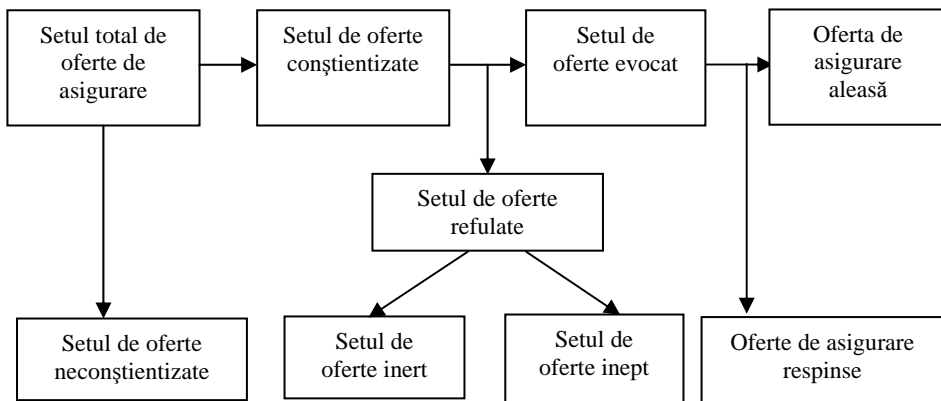 Setul total de
oferte de
asigurare
Setul de oferte
conştientizate
Setul de
oferte evocat
Oferta de
asigurare
aleasă
Setul de oferte
refulate
Setul de oferte
neconştientizate
Setul de
oferte inert
Setul de
oferte inept
Oferte de asigurare
respinse